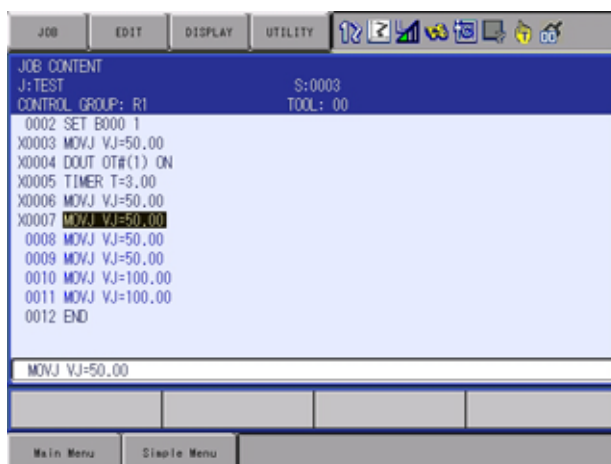 JOB EDIT DISPLAY UTILITY
JOB CONTENT
J:TEST S:0003
CONTROL GROUP: R1 TOOL: 00
0002 SET B000 1
X0003 MOVJ VJ=50.00
X0004 DOUT OT#(1) ON
X0005 TIMER T=3.00
X0006 MOVJ VJ=50.00
X0007 MOVJ VJ=50.00
0008 MOVJ VJ=50.00
0009 MOVJ VJ=50.00
0010 MOVJ VJ=100.00
0011 MOVJ VJ=100.00
0012 END
MOVJ VJ=50.00
Main Menu Simple Menu